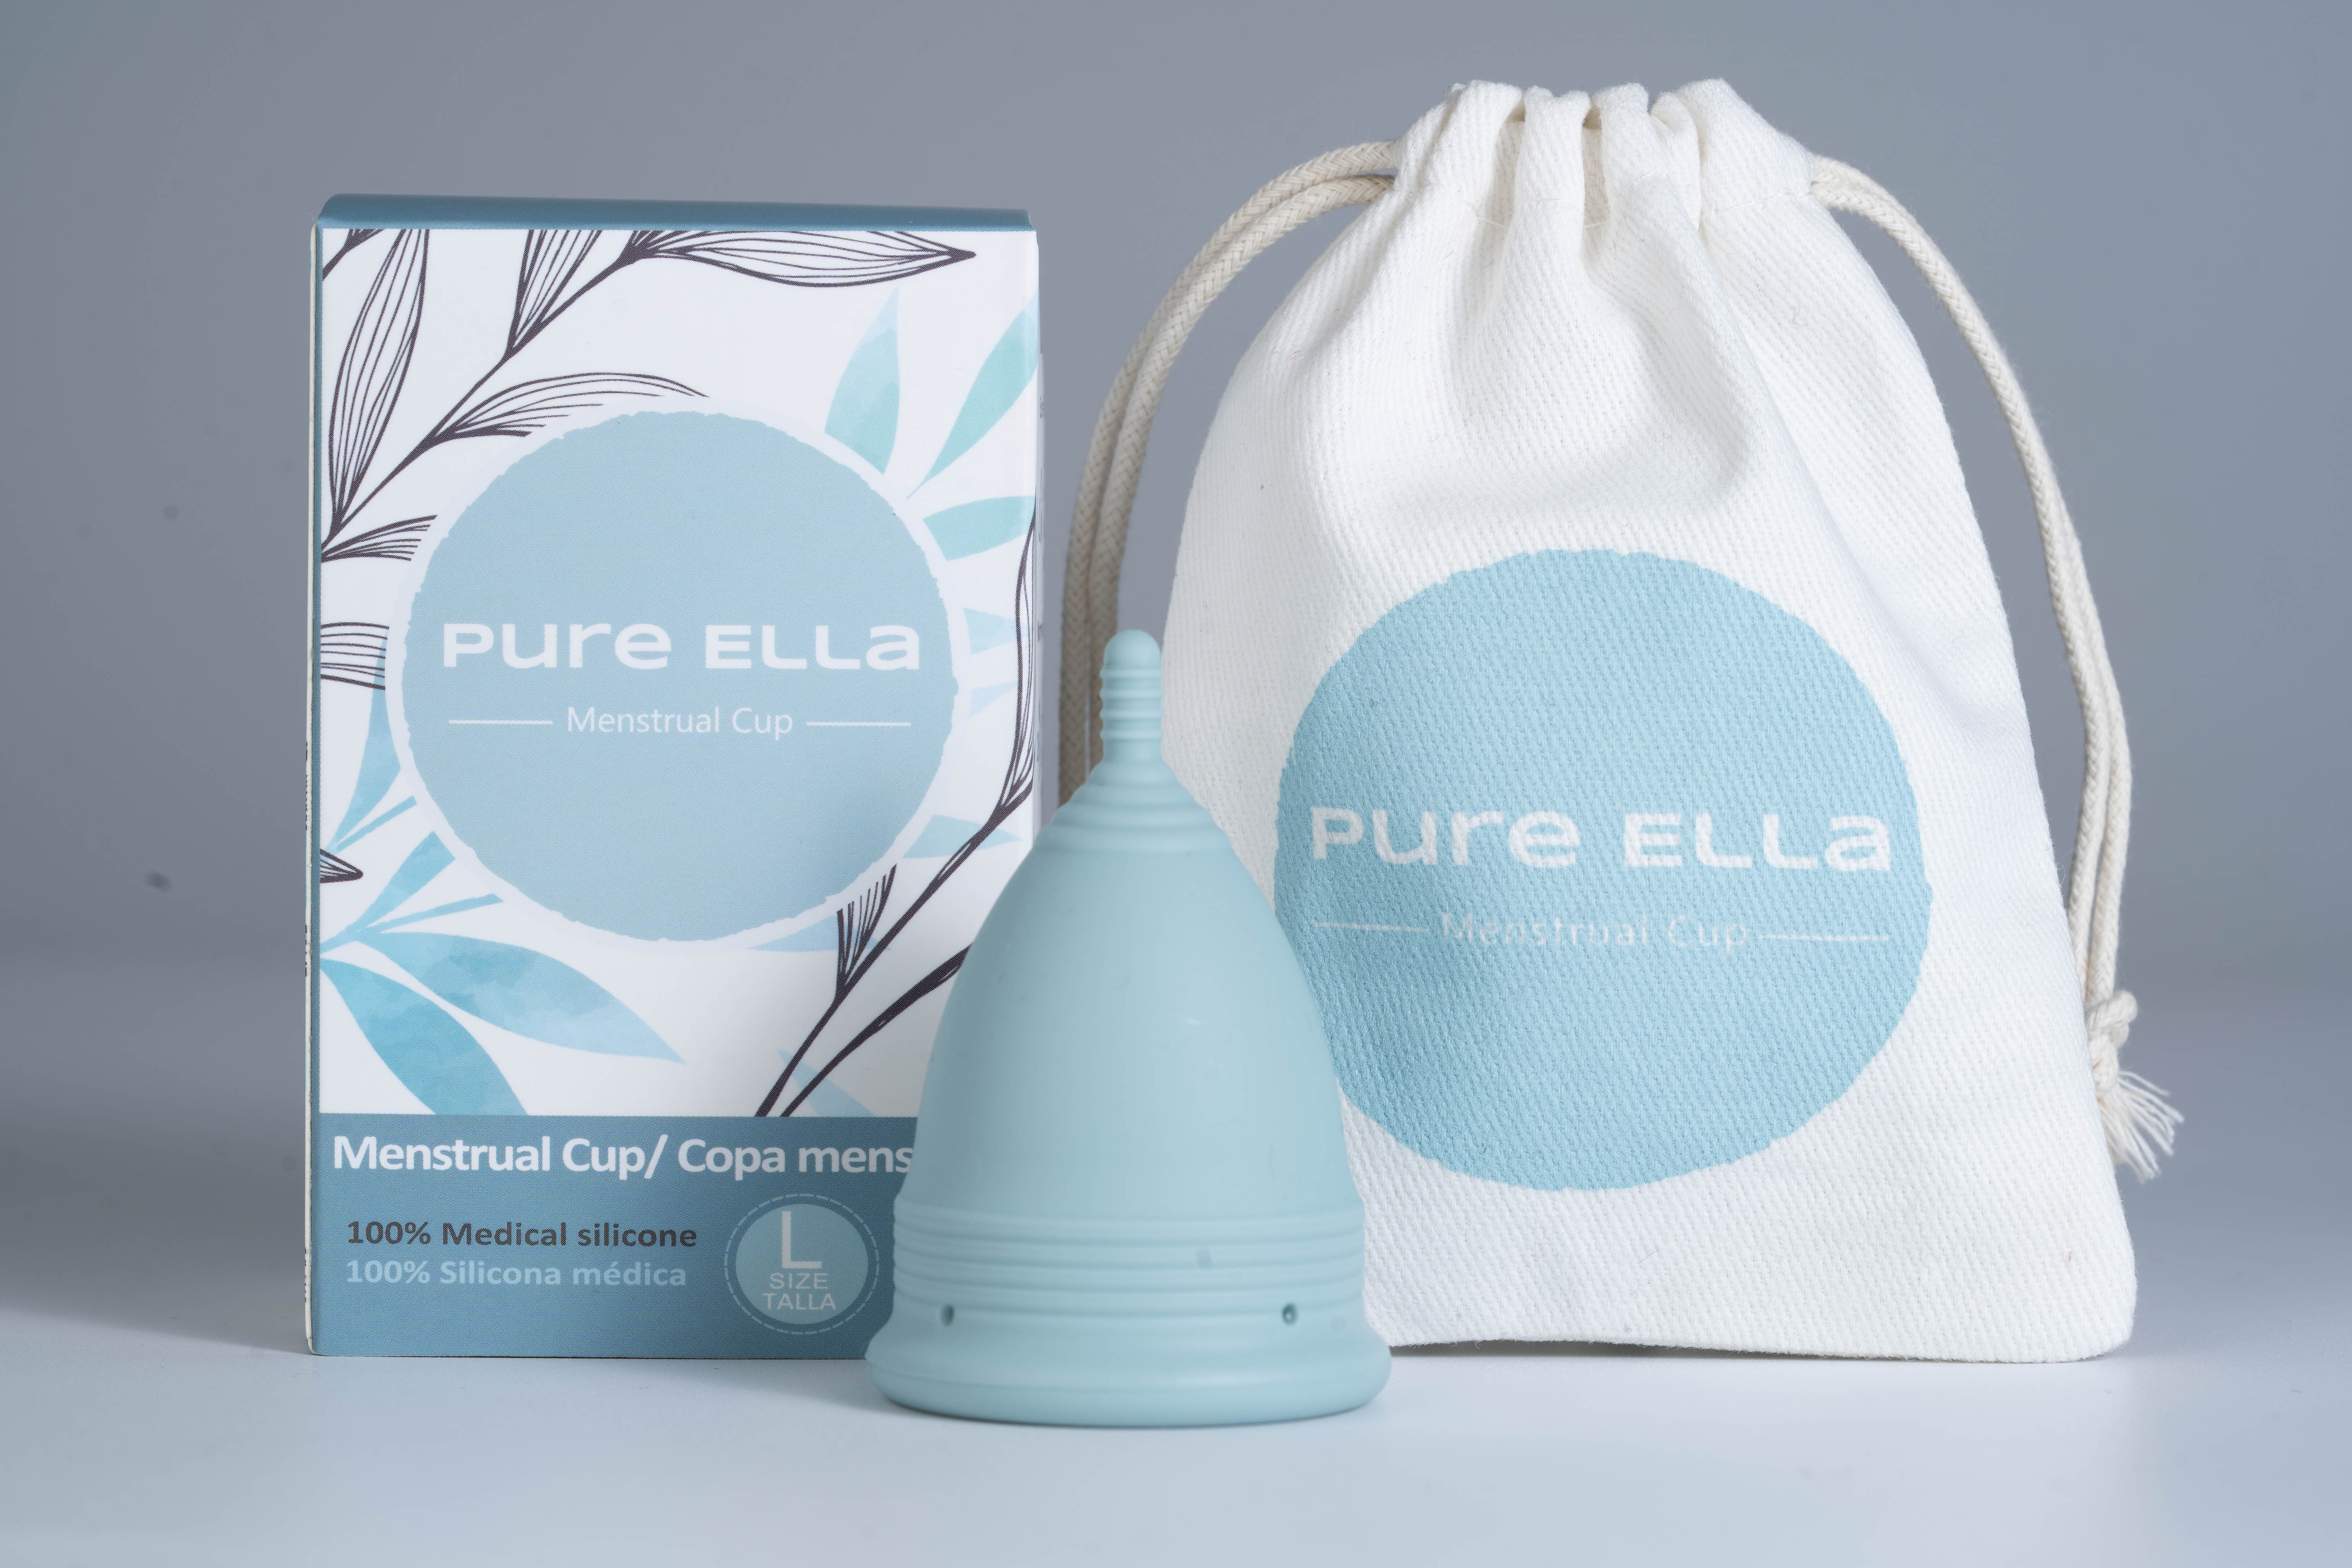 Pure Ella
Menstrual Cup
Menstrual Cup/ Copa mens
100% Medical silicone
100% Silicona médica
L
SIZE
TALLA
Pure Ella
Menstrual Cup